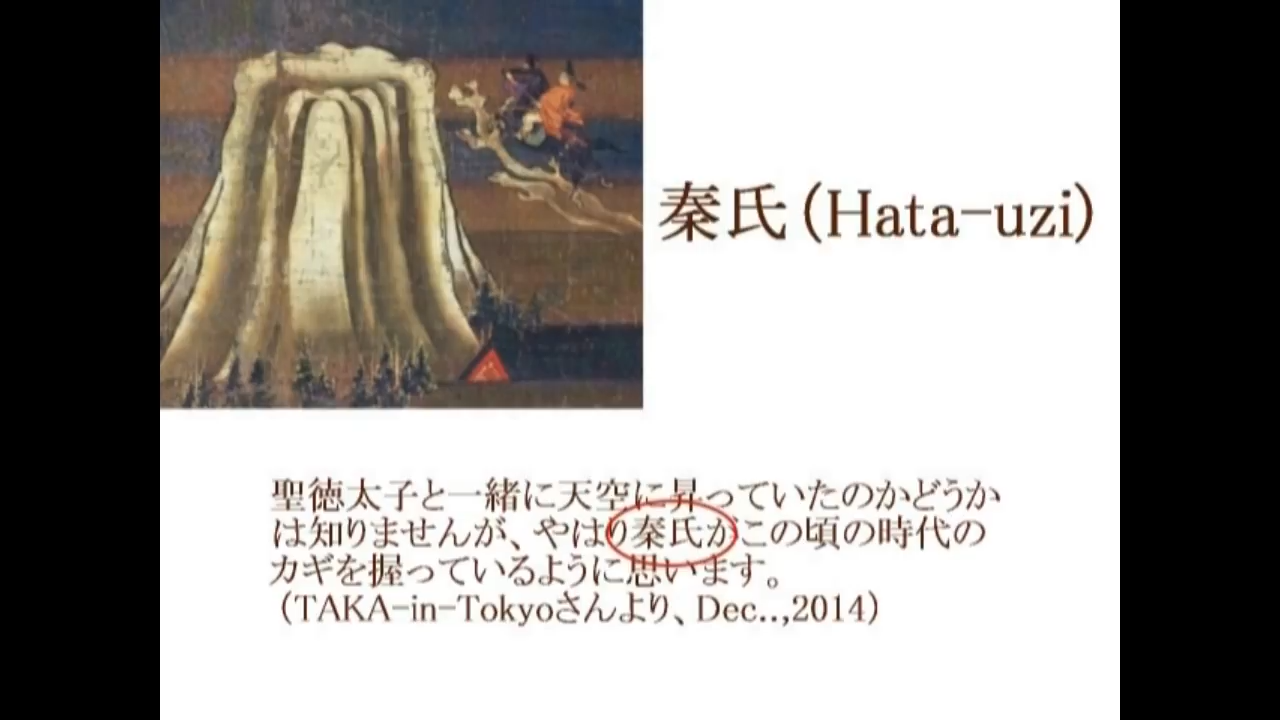 秦氏(Hata-uzi)
聖徳太子と一緒に天空に昇っていたのかどうか
は知りませんが、やはり秦氏がこの頃の時代の
カギを握っているように思います。
(TAKA-in-Tokyoさんより、Dec..,2014)